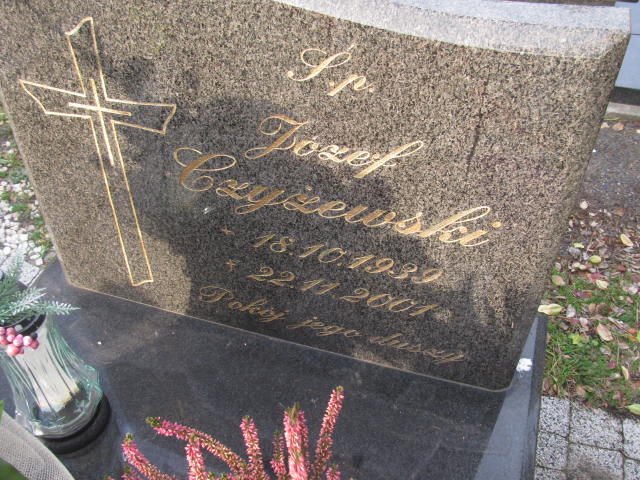 Ś.p.
Józef
Czyżewski
* 18.10.1939
+ 22.11.2001
Pokój jego duszy